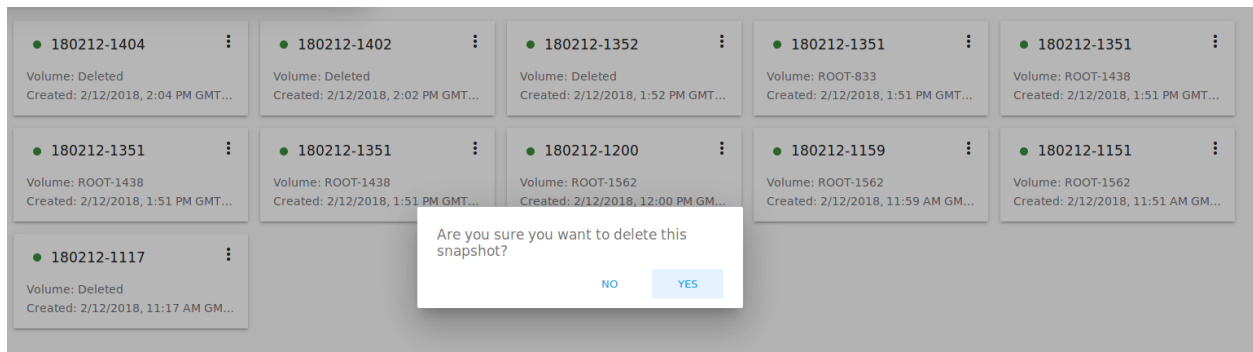 180212-1404
Volume: Deleted
Created: 2/12/2018, 2:04 PM GMT...
180212-1402
Volume: Deleted
Created: 2/12/2018, 2:02 PM GMT...
180212-1352
Volume: Deleted
Created: 2/12/2018, 1:52 PM GMT...
180212-1351
Volume: ROOT-833
Created: 2/12/2018, 1:51 PM GMT...
180212-1351
Volume: ROOT-1438
Created: 2/12/2018, 1:51 PM GMT...
180212-1351
Volume: ROOT-1438
Created: 2/12/2018, 1:51 PM GMT...
180212-1351
Volume: ROOT-1438
Created: 2/12/2018, 1:51 PM GMT...
180212-1200
Volume: ROOT-1562
Created: 2/12/2018, 12:00 PM GM...
180212-1159
Volume: ROOT-1562
Created: 2/12/2018, 11:59 AM GM...
180212-1151
Volume: ROOT-1562
Created: 2/12/2018, 11:51 AM GM...
180212-1117
Volume: Deleted
Created: 2/12/2018, 11:17 AM GM...
Are you sure you want to delete this
snapshot?
NO YES